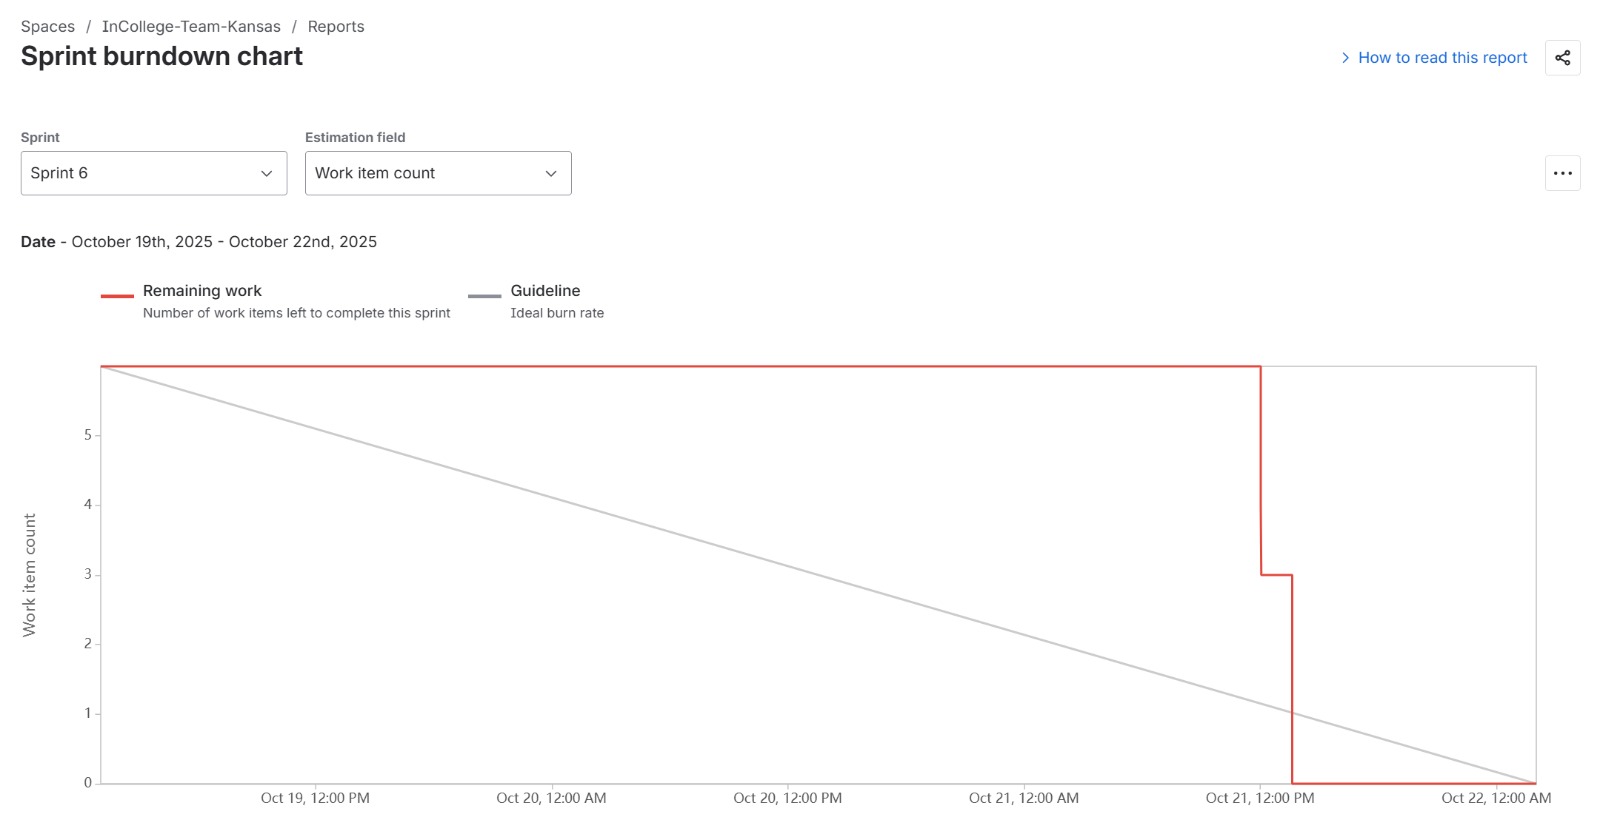 Spaces / InCollege-Team-Kansas / Reports
Sprint burndown chart
How to read this report
Sprint
Estimation field
Sprint 6
Work item count
Date - October 19th, 2025 - October 22nd, 2025
Remaining work
Number of work items left to complete this sprint
Guideline
Ideal burn rate
Work item count
5
4
3
2
1
0
Oct 19, 12:00 PM
Oct 20, 12:00 AM
Oct 20, 12:00 PM
Oct 21, 12:00 AM
Oct 21, 12:00 PM
Oct 22, 12:00 AM